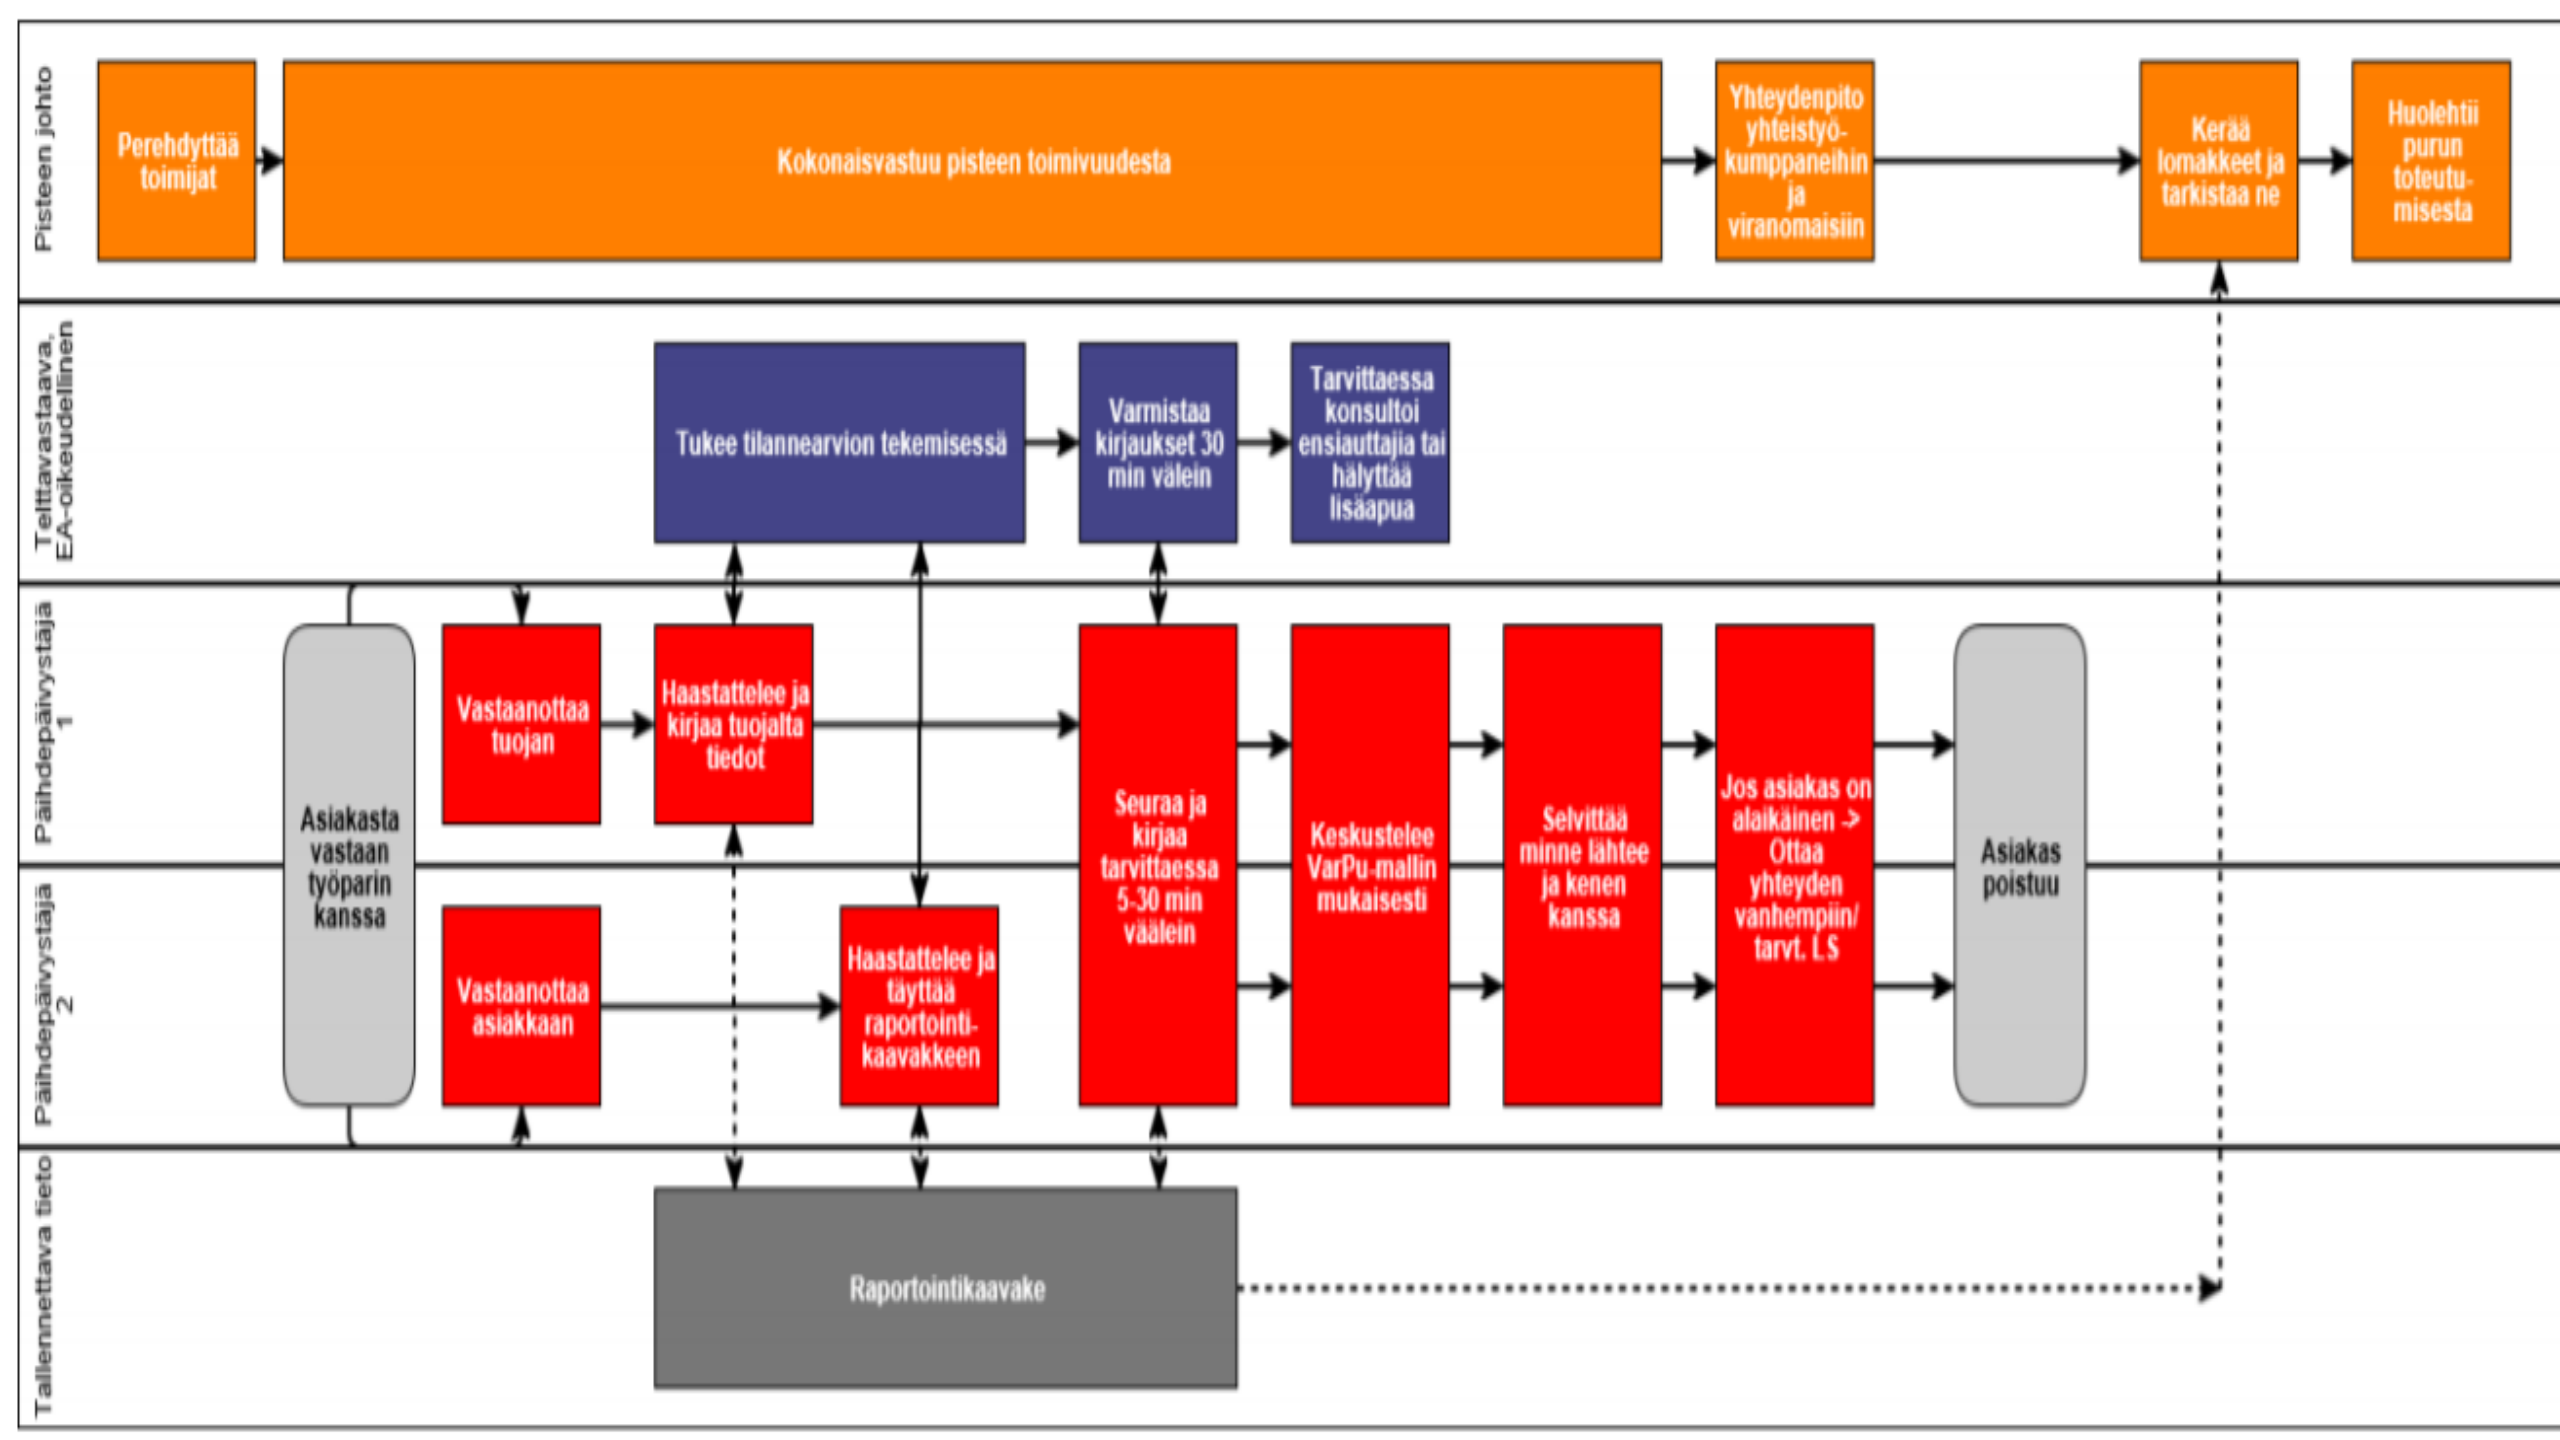 Pisteen johto
Perehdyttää
toimijat
Kokonaisvastuu pisteen toimivuudesta
Yhteydenpito
yhteistyö-
kumppaneihin
ja
viranomaisiin
Kerää
lomakkeet ja
tarkistaa ne
Huolehtii
purun
toteutu-
misesta
Telttavastaava,
EA-oikeudellinen
Tukee tilannearvion tekemisessä
Varmistaa
kirjaukset 30
min välein
Tarvittaessa
konsultoi
ensiauttajia tai
hälyttää
lisäapua
Päihdepäivystäjä
1
Asiakasta
vastaan
työparin
kanssa
Vastaanottaa
tuojan
Haastattelee ja
kirjaa tuojalta
tiedot
Seuraa ja
kirjaa
tarvittaessa
5-30 min
väälein
Keskustelee
VarPu-mallin
mukaisesti
Selvittää
minne lähtee
ja kenen
kanssa
Jos asiakas on
alaikäinen ->
Ottaa
yhteyden
vanhempiin/
tarvt. LS
Asiakas
poistuu
Päihdepäivystäjä
2
Vastaanottaa
asiakkaan
Haastattelee ja
täyttää
raportointi-
kaavakkeen
Tallennettava tieto
Raportointikaavake